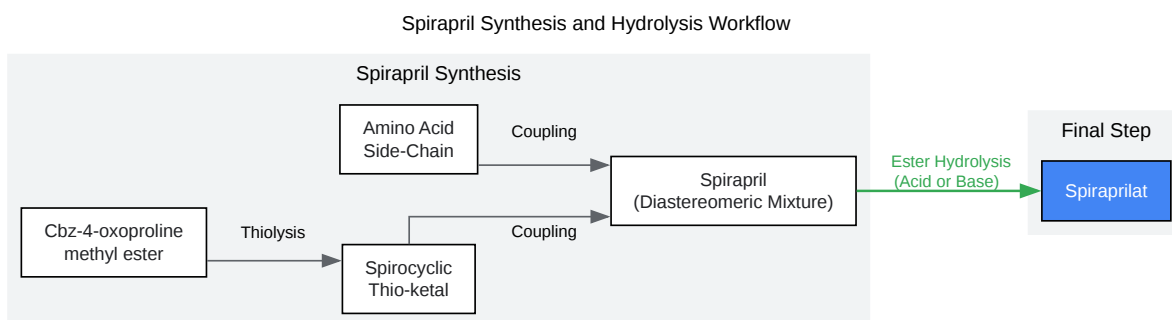 Spirapril Synthesis and Hydrolysis Workflow
Spirapril Synthesis
Amino Acid
Side-Chain
Coupling
Cbz-4-oxoproline
methyl ester
Thiolysis
Spirocyclic
Thio-ketal
Coupling
Spirapril
(Diastereomeric Mixture)
Ester Hydrolysis
(Acid or Base)
Final Step
Spiraprilat